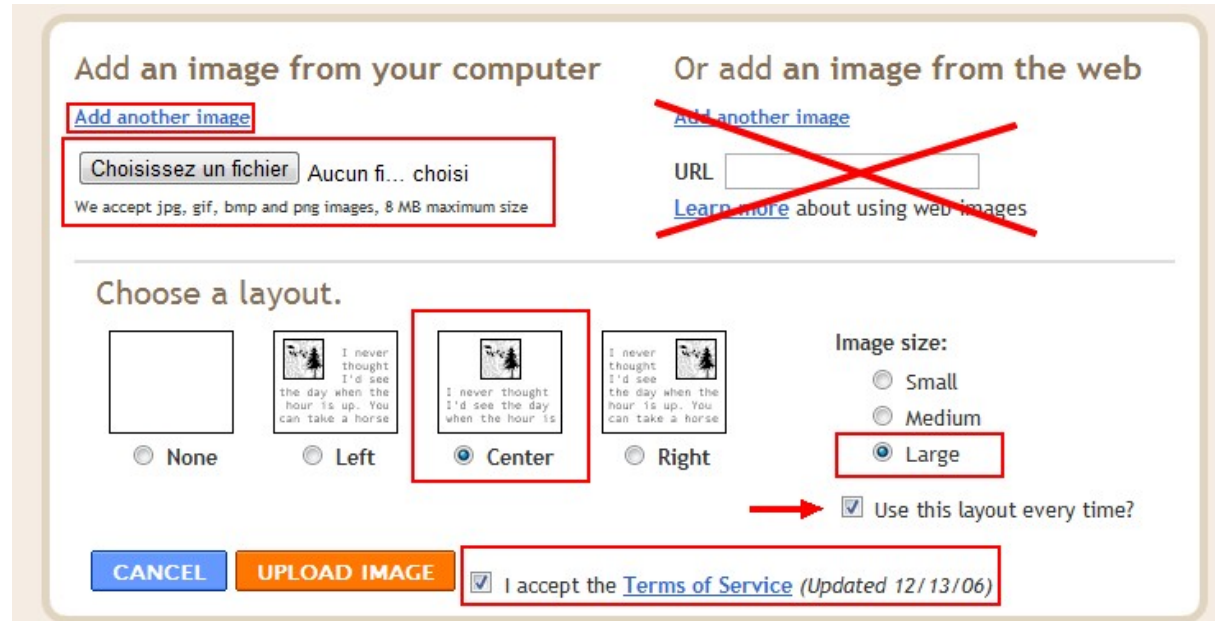 Add an image from your computer
Add another image
Choisissez un fichier Aucun fi... choisi
We accept jpg, gif, bmp and png images, 8 MB maximum size
Or add an image from the web
Add another image
URL
Learn more about using web images
Choose a layout.
None
I never
thought
I'd see
the day when the
hour is up. You
can take a horse
Left
I never thought
I'd see the day
when the hour is
Center
I never
thought
I'd see
the day when the
hour is up. You
can take a horse
Right
Image size:
Small
Medium
Large
Use this layout every time?
CANCEL
UPLOAD IMAGE
I accept the Terms of Service (Updated 12/13/06)